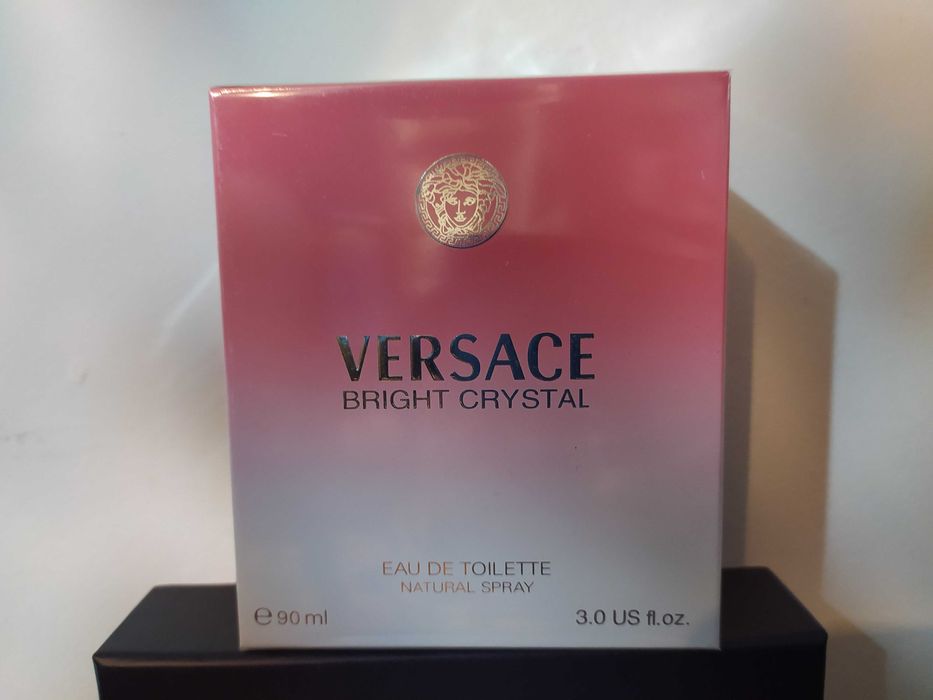 VERSACE
BRIGHT CRYSTAL
EAU DE TOILETTE
NATURAL SPRAY
℮ 90 ml 3.0 US fl.oz.